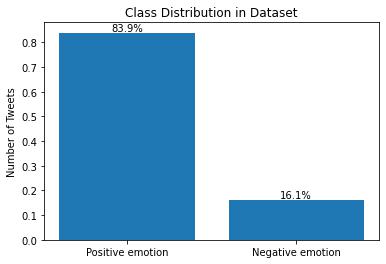 Class Distribution in Dataset
83.9%
16.1%
Number of Tweets
0.8
0.7
0.6
0.5
0.4
0.3
0.2
0.1
0.0
Positive emotion
Negative emotion